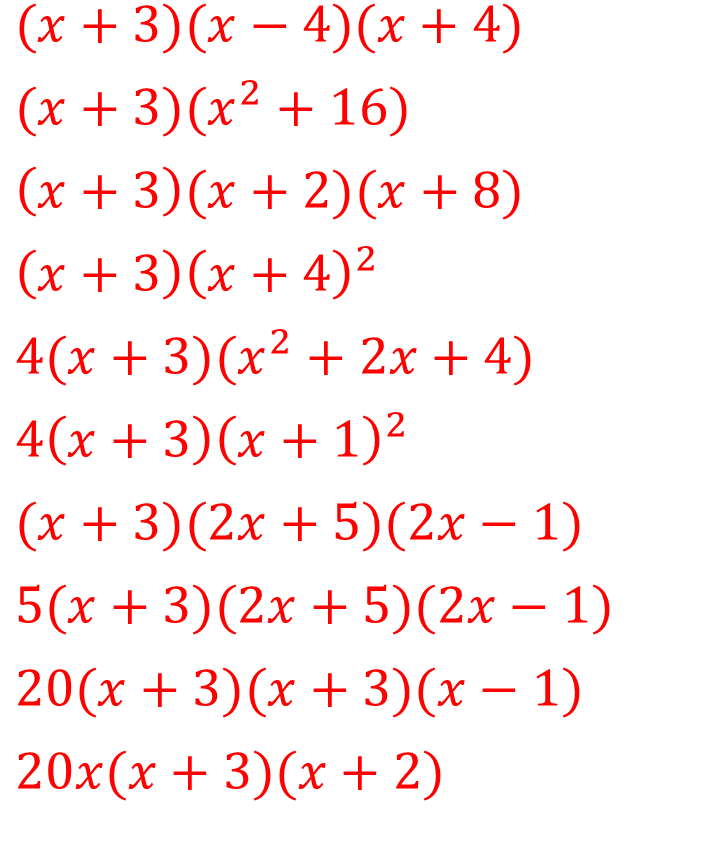 (x + 3)(x − 4)(x + 4)
(x + 3)(x² + 16)
(x + 3)(x + 2)(x + 8)
(x + 3)(x + 4)²
4(x + 3)(x² + 2x + 4)
4(x + 3)(x + 1)²
(x + 3)(2x + 5)(2x − 1)
5(x + 3)(2x + 5)(2x − 1)
20(x + 3)(x + 3)(x − 1)
20x(x + 3)(x + 2)